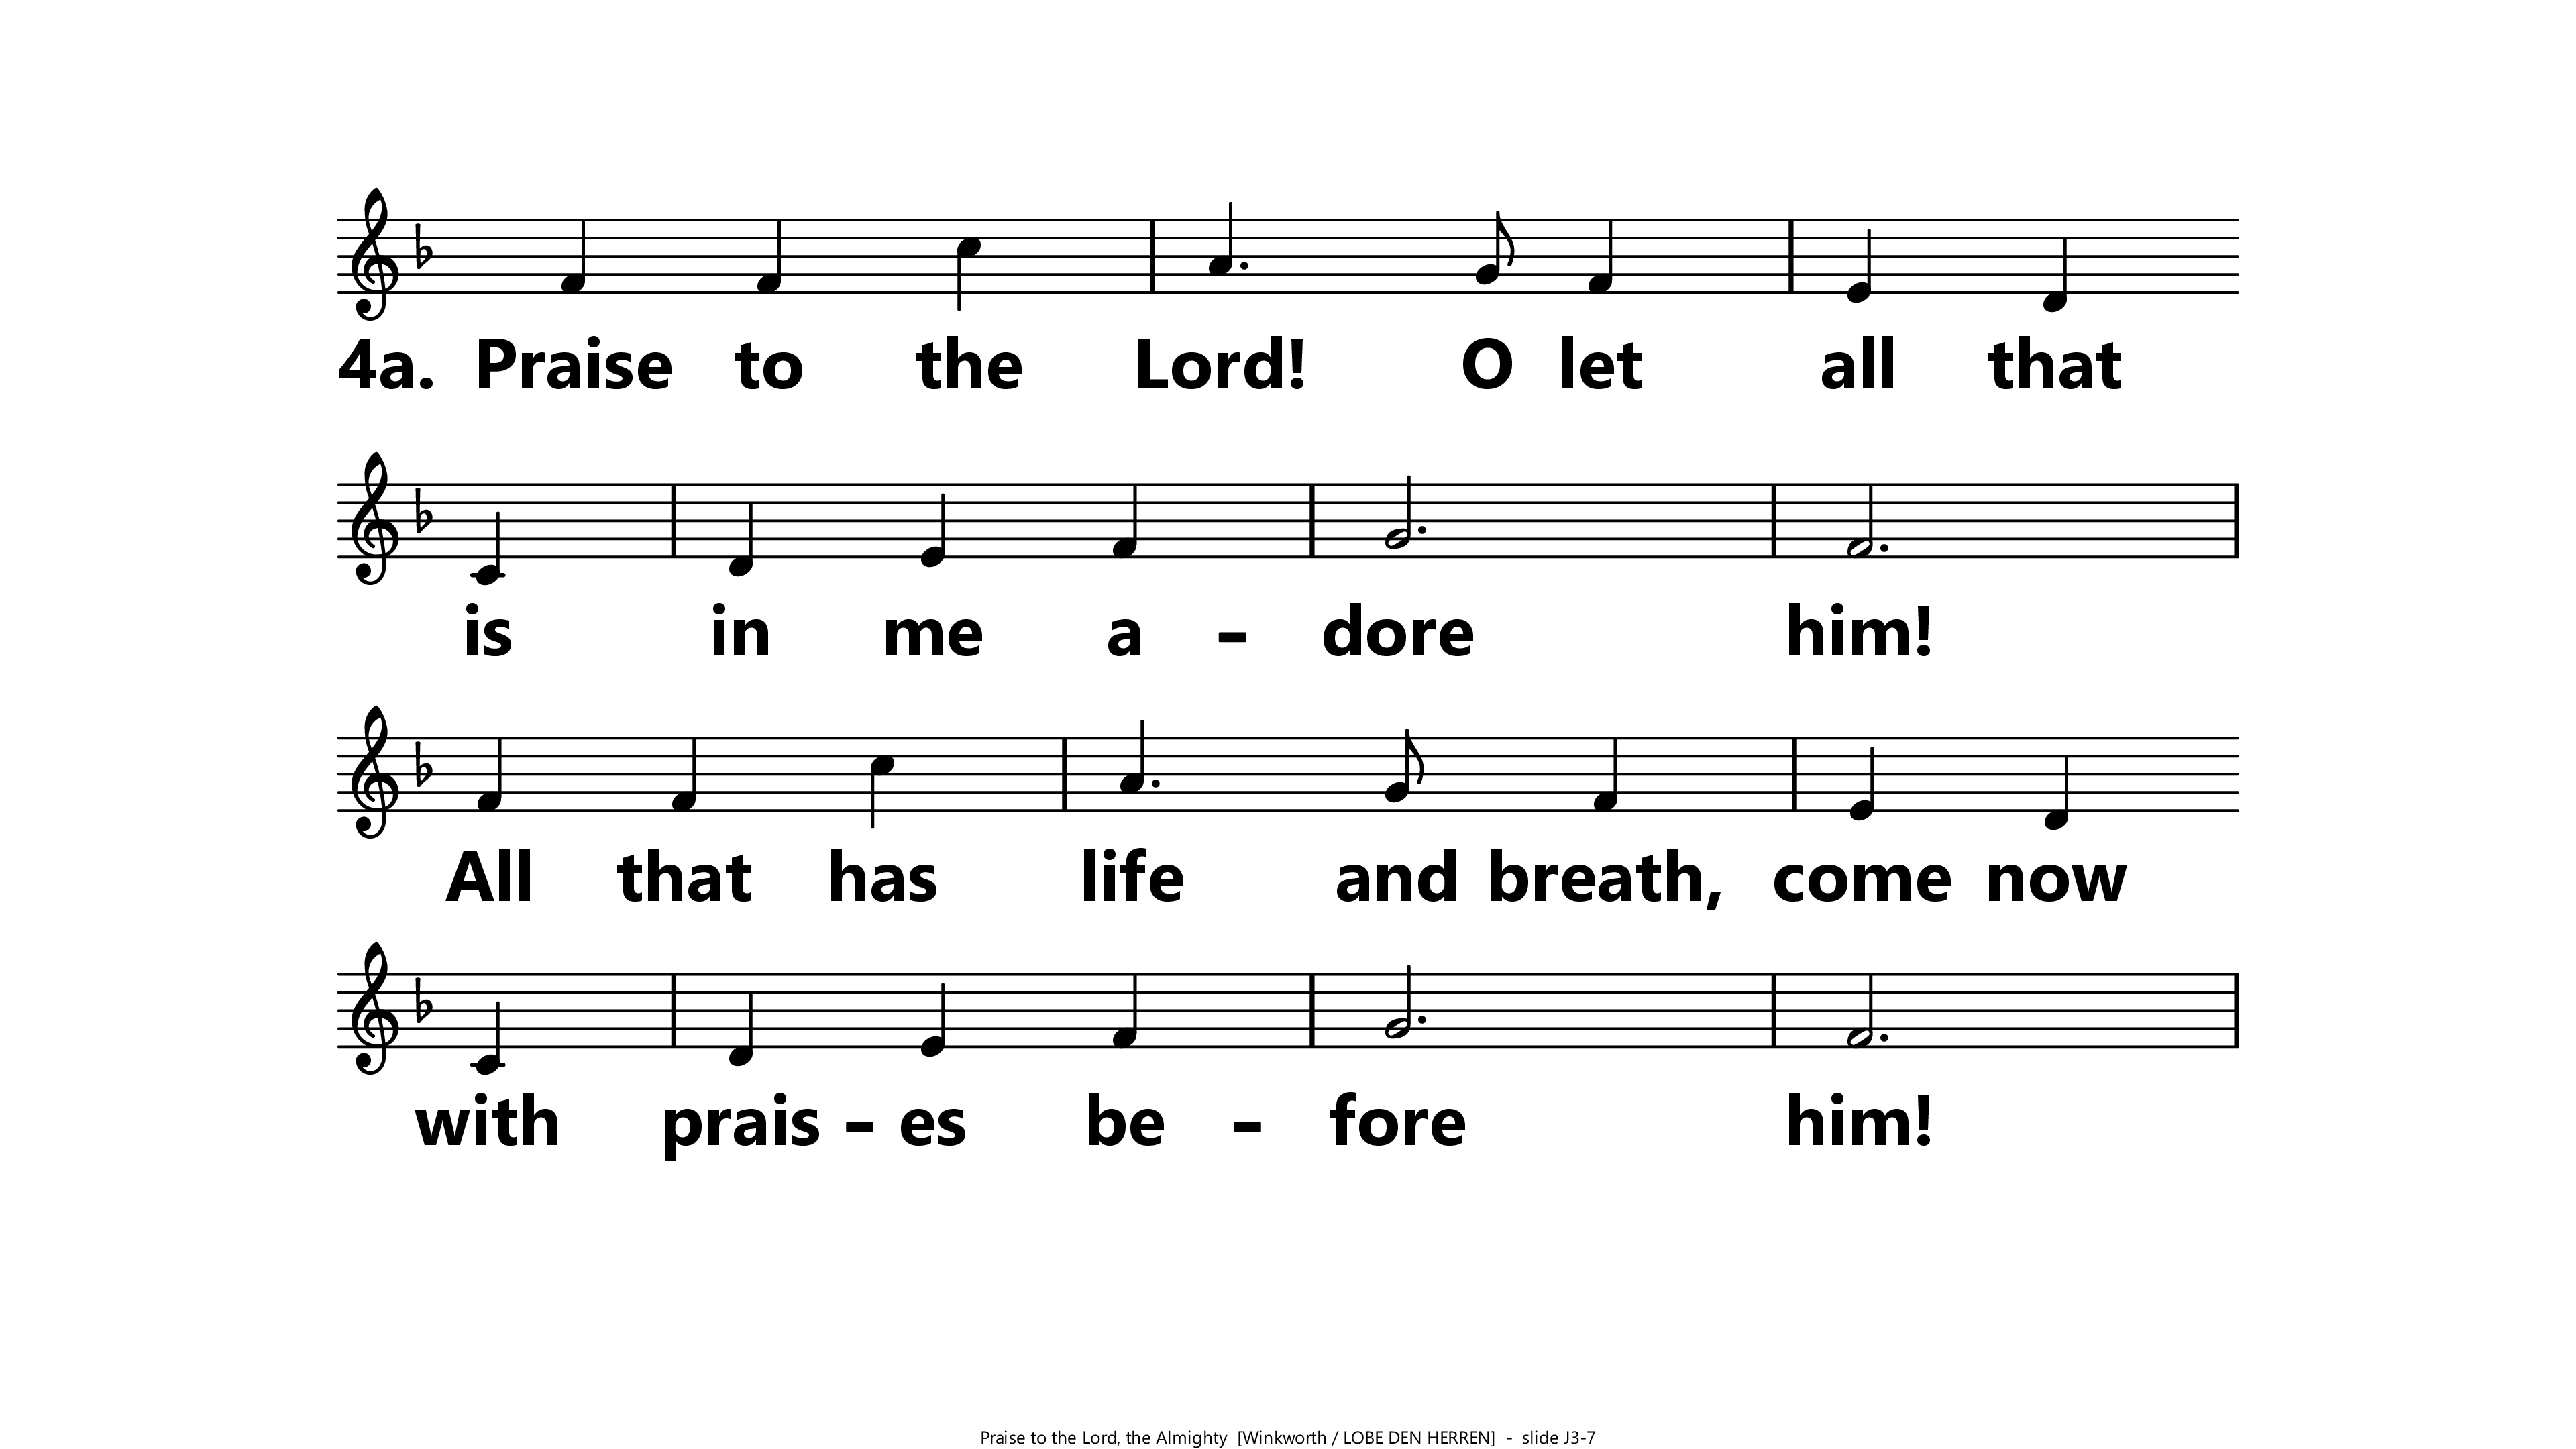 4a. Praise to the Lord! O let all that
is in me a - dore him!
All that has life and breath, come now
with prais - es be - fore him!
Praise to the Lord, the Almighty [Winkworth / LOBE DEN HERREN] - slide J3-7